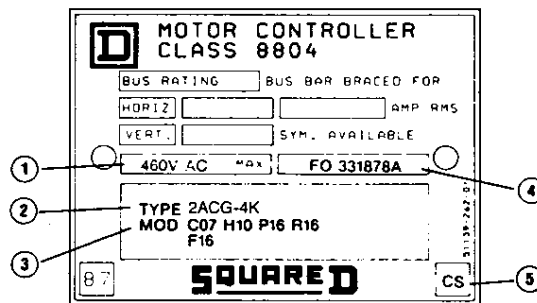 MOTOR CONTROLLER
CLASS 8804
BUS RATING BUS BAR BRACED FOR
HORIZ AMP RMS
VERT. SYM. AVAILABLE
1 460V AC MAX FO 331878A 4
2 TYPE 2ACG-4K
3 MOD C07 H10 P16 R16
F16
87 SQUARE D CS 5